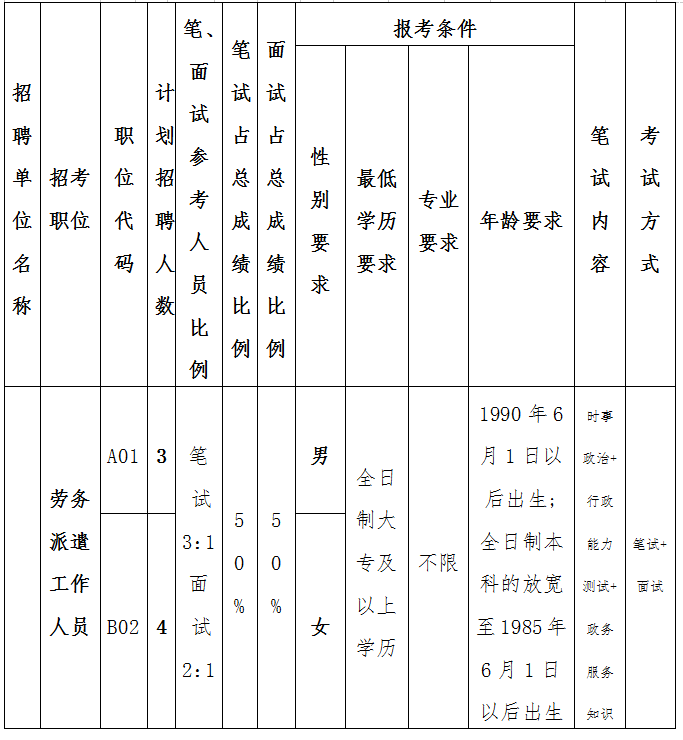 招聘单位名称
招考
职位
职位代码
计划招聘人数
笔、面试参考人员比例
笔试占总成绩比例
面试占总成绩比例
报考条件
性别要求
最低
学历
要求
专业
要求
年龄要求
笔试内容
考试方式
劳务
派遣
工作
人员
A01
3
B02
4
笔
试
3:1
面
试
2:1
50%
50%
男
女
全日
制大
专及
以上
学历
不限
1990年6
月1日以
后出生；
全日制本
科的放宽
至1985年
6月1日
以后出生
时事
政治+
行政
能力
测试+
政务
服务
知识
笔试+
面试